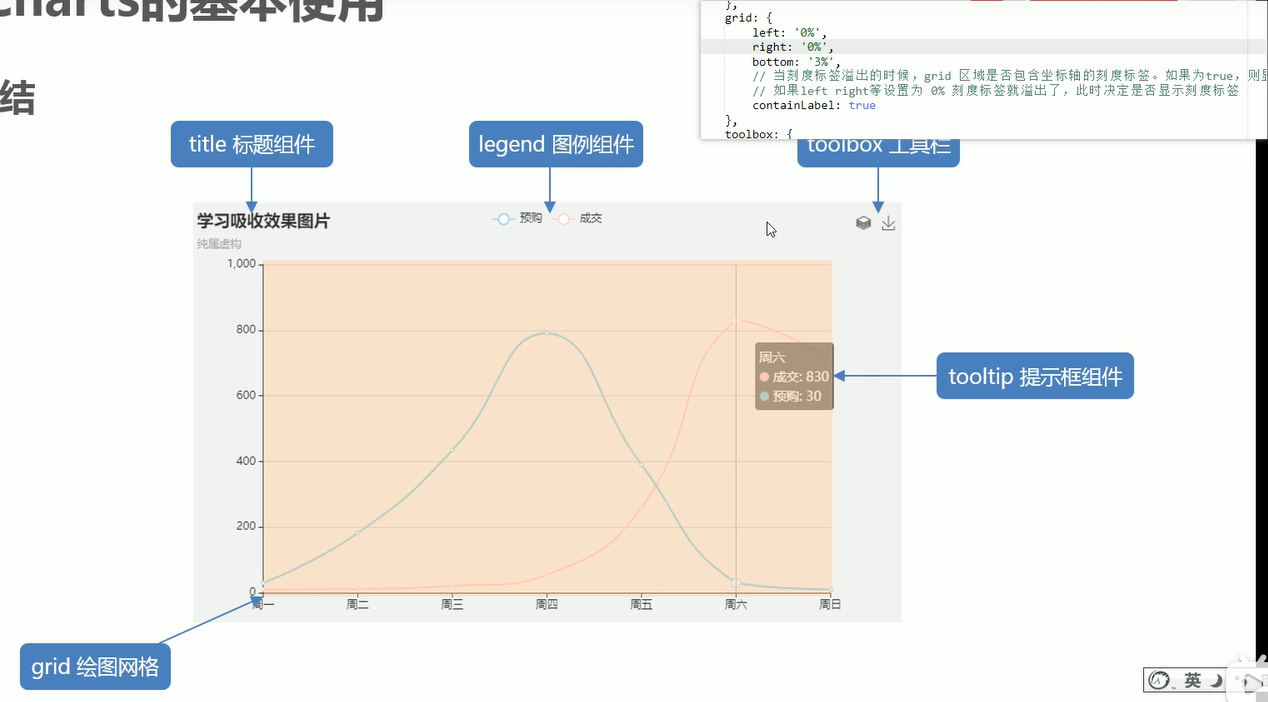 Charts的基本使用
结
},
grid: {
left: '0%',
right: '0%',
bottom: '3%',
// 当刻度标签溢出的时候，grid 区域是否包含坐标轴的刻度标签。如果为true，则显
// 如果left right等设置为 0% 刻度标签就溢出了，此时决定是否显示刻度标签
containLabel: true
},
toolbox: {
title 标题组件
legend 图例组件
toolbox 工具栏
学习吸收效果图片
纯属虚构
预购
成交
1,000
800
600
400
200
0
周一
周二
周三
周四
周五
周六
周日
周六
成交: 830
预购: 30
tooltip 提示框组件
grid 绘图网格
英